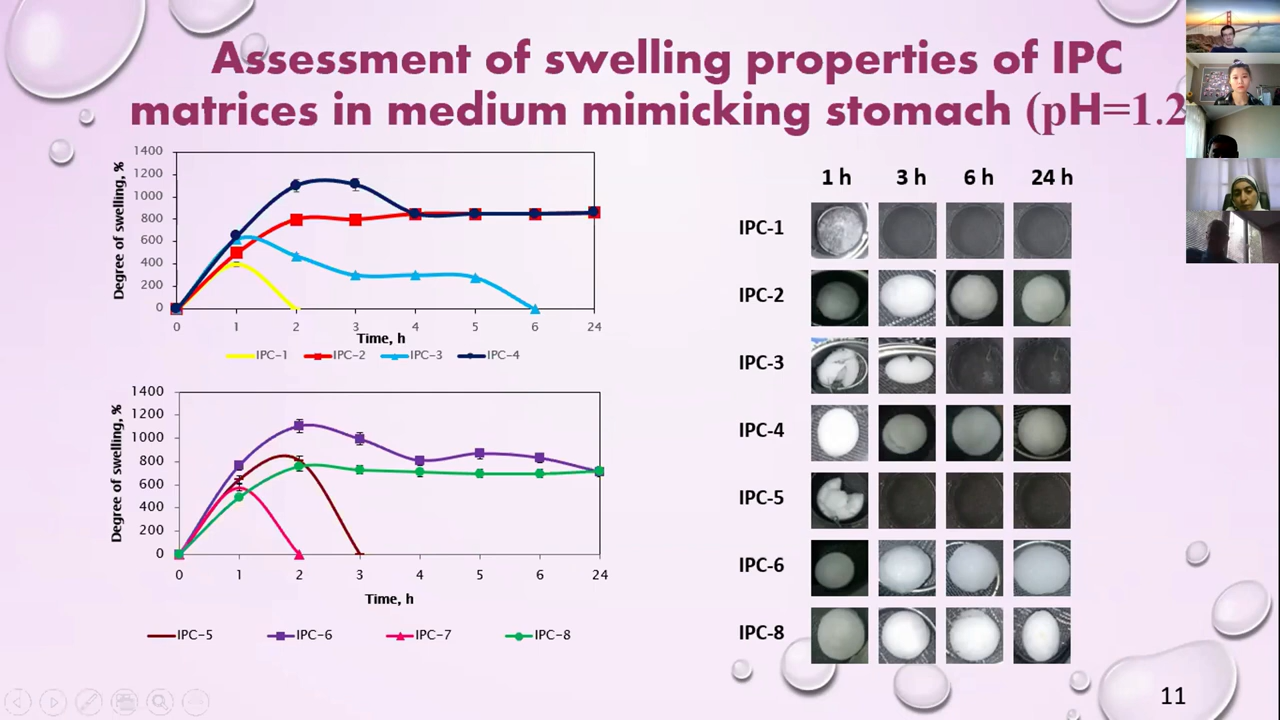 Assessment of swelling properties of IPC
matrices in medium mimicking stomach (pH=1.2
Degree of swelling, %
1400
1200
1000
800
600
400
200
0
0 1 2 3 4 5 6 24
Time, h
IPC-1 IPC-2 IPC-3 IPC-4
Degree of swelling, %
1400
1200
1000
800
600
400
200
0
0 1 2 3 4 5 6 24
Time, h
IPC-5 IPC-6 IPC-7 IPC-8
1 h 3 h 6 h 24 h
IPC-1
IPC-2
IPC-3
IPC-4
IPC-5
IPC-6
IPC-8
11